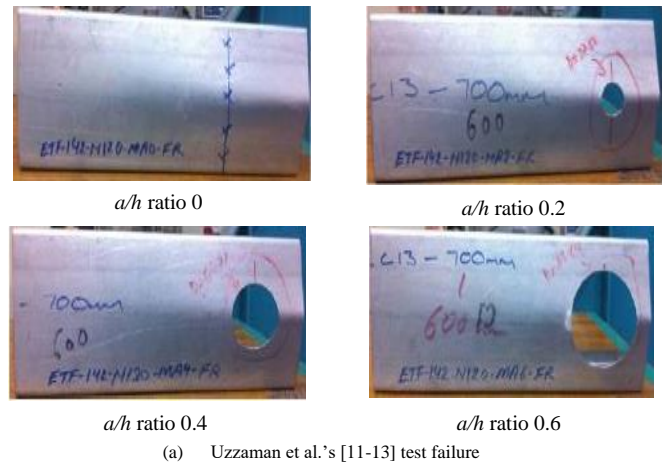 ETF-142-N120-MA0-FR
C13 - 700mm
600
ETF-142-N120-MA2-FR
a/h ratio 0
a/h ratio 0.2
- 700mm
600
ETF-142-N120-MA4-FR
C13 - 700mm
600
ETF-142-N120-MA6-FR
a/h ratio 0.4
a/h ratio 0.6
(a) Uzzaman et al.'s [11-13] test failure